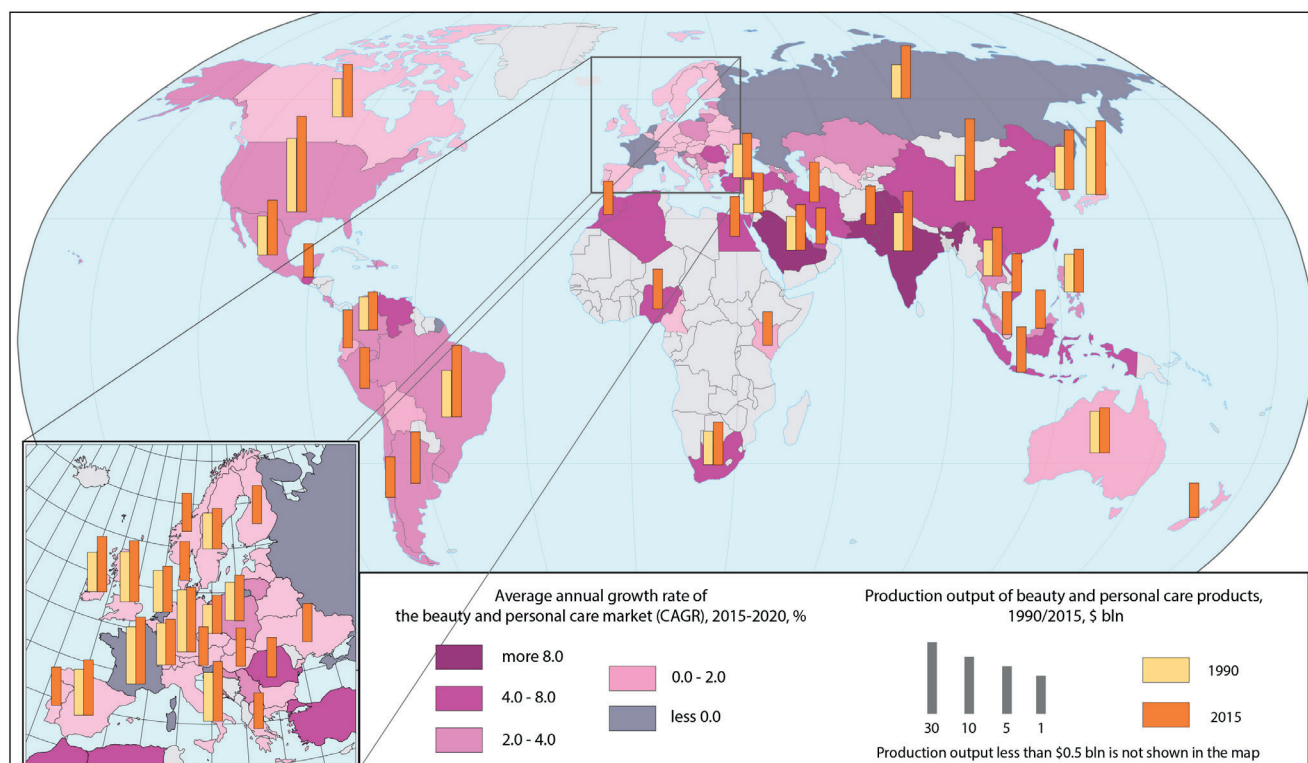 Average annual growth rate of
the beauty and personal care market (CAGR), 2015-2020, %
more 8.0
4.0 - 8.0
2.0 - 4.0
0.0 - 2.0
less 0.0
Production output of beauty and personal care products,
1990/2015, $ bln
30 10 5 1
1990
2015
Production output less than $0.5 bln is not shown in the map